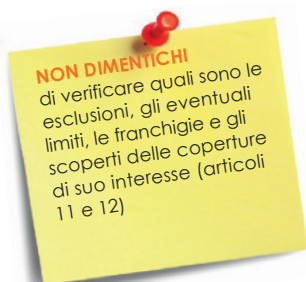 NON DIMENTICHI
di verificare quali sono le
esclusioni, gli eventuali
limiti, le franchigie e gli
scoperti delle coperture
di suo interesse (articoli
11 e 12)